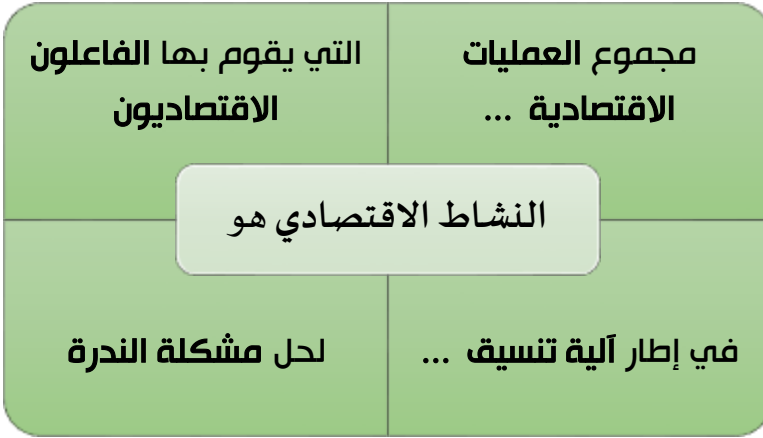 مجموع العمليات
الاقتصادية ...
التي يقوم بها الفاعلون
الاقتصاديون
النشاط الاقتصادي هو
في إطار آلية تنسيق ...
لحل مشكلة الندرة